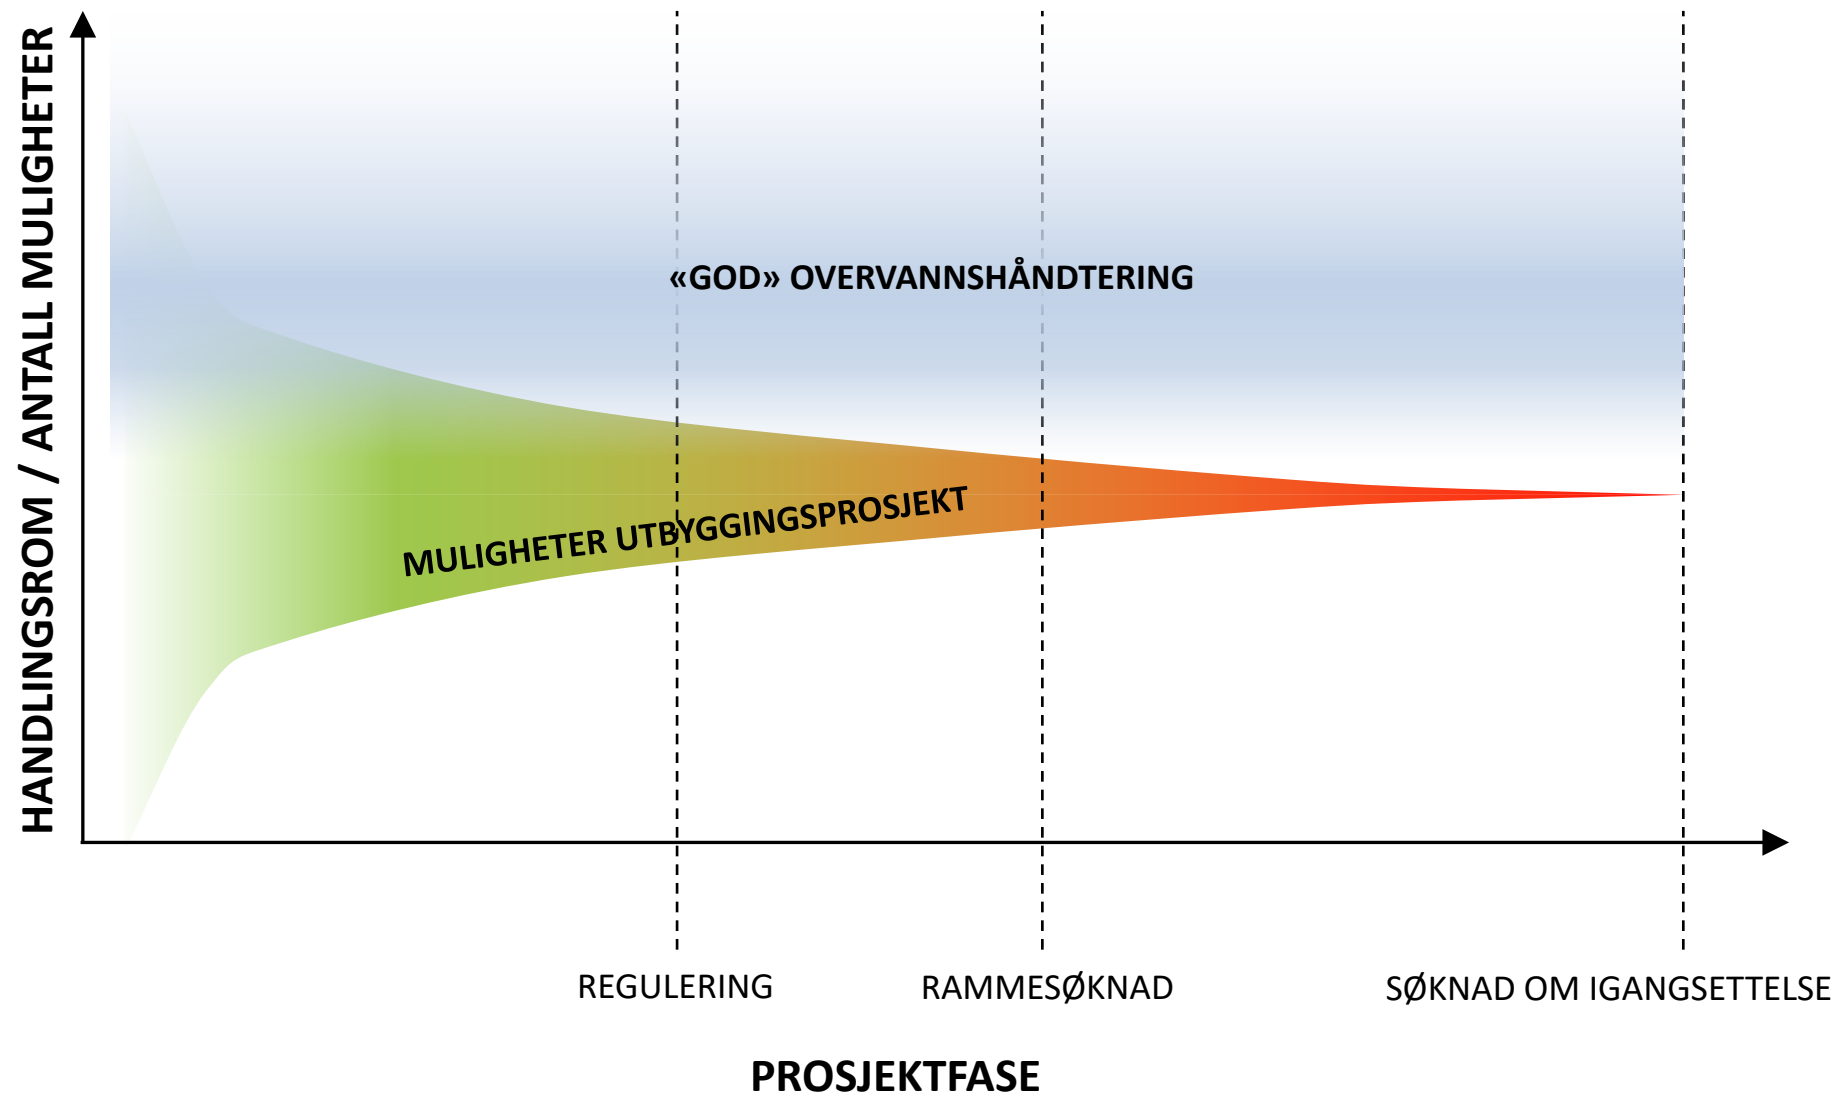 HANDLINGSROM / ANTALL MULIGHETER
«GOD» OVERVANNSHÅNDTERING
MULIGHETER UTBYGGINGSPROSJEKT
REGULERING
RAMMESØKNAD
SØKNAD OM IGANGSETTELSE
PROSJEKTFASE